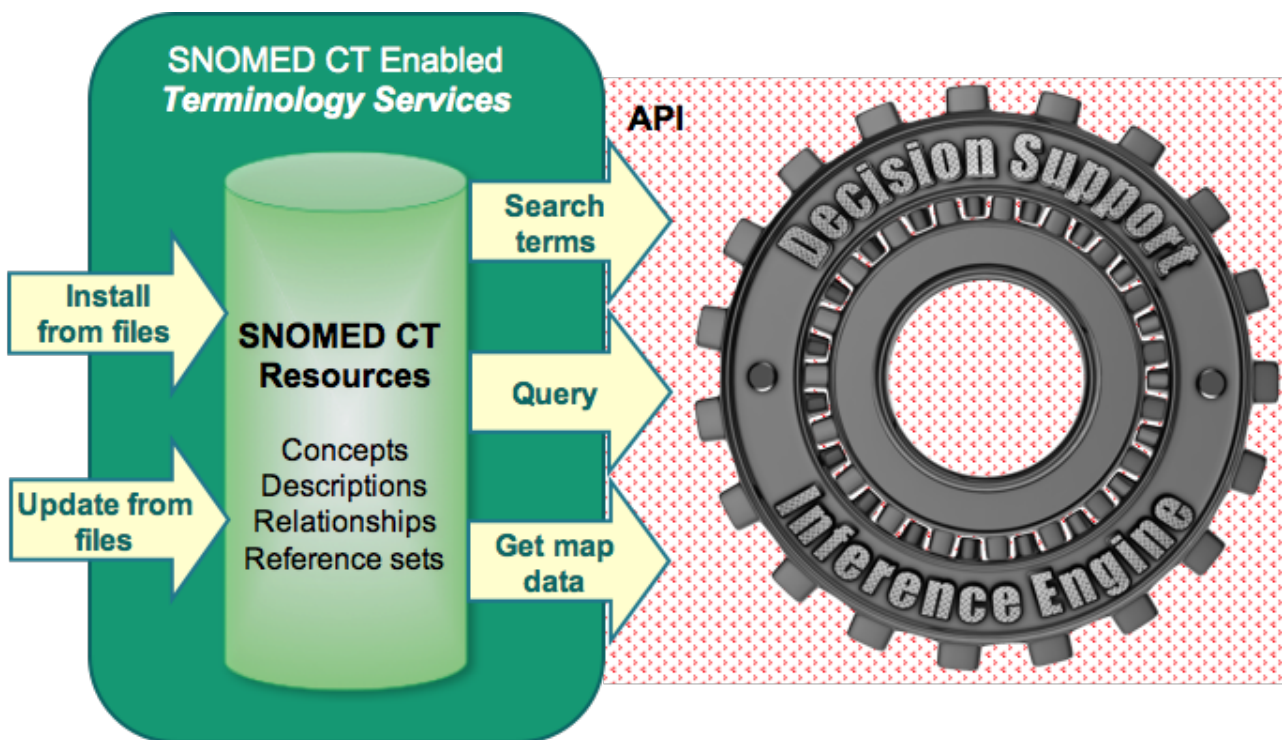 SNOMED CT Enabled
Terminology Services
API
Install
from files
Update from
files
SNOMED CT
Resources
Concepts
Descriptions
Relationships
Reference sets
Search
terms
Query
Get map
data
Decision Support
Inference Engine